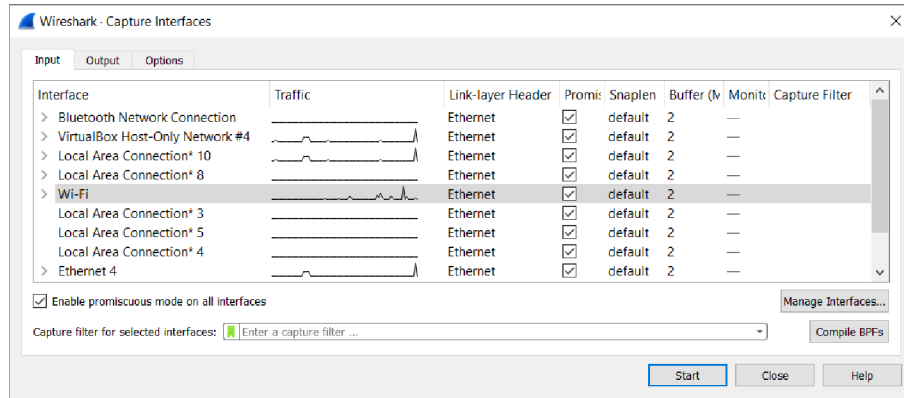 Wireshark · Capture Interfaces
Input Output Options
Interface Traffic Link-layer Header Promis Snaplen Buffer (M Monito Capture Filter
Bluetooth Network Connection Ethernet default 2 —
VirtualBox Host-Only Network #4 Ethernet default 2 —
Local Area Connection* 10 Ethernet default 2 —
Local Area Connection* 8 Ethernet default 2 —
Wi-Fi Ethernet default 2 —
Local Area Connection* 3 Ethernet default 2 —
Local Area Connection* 5 Ethernet default 2 —
Local Area Connection* 4 Ethernet default 2 —
Ethernet 4 Ethernet default 2 —
Enable promiscuous mode on all interfaces Manage Interfaces...
Capture filter for selected interfaces: Enter a capture filter ... Compile BPFs
Start Close Help